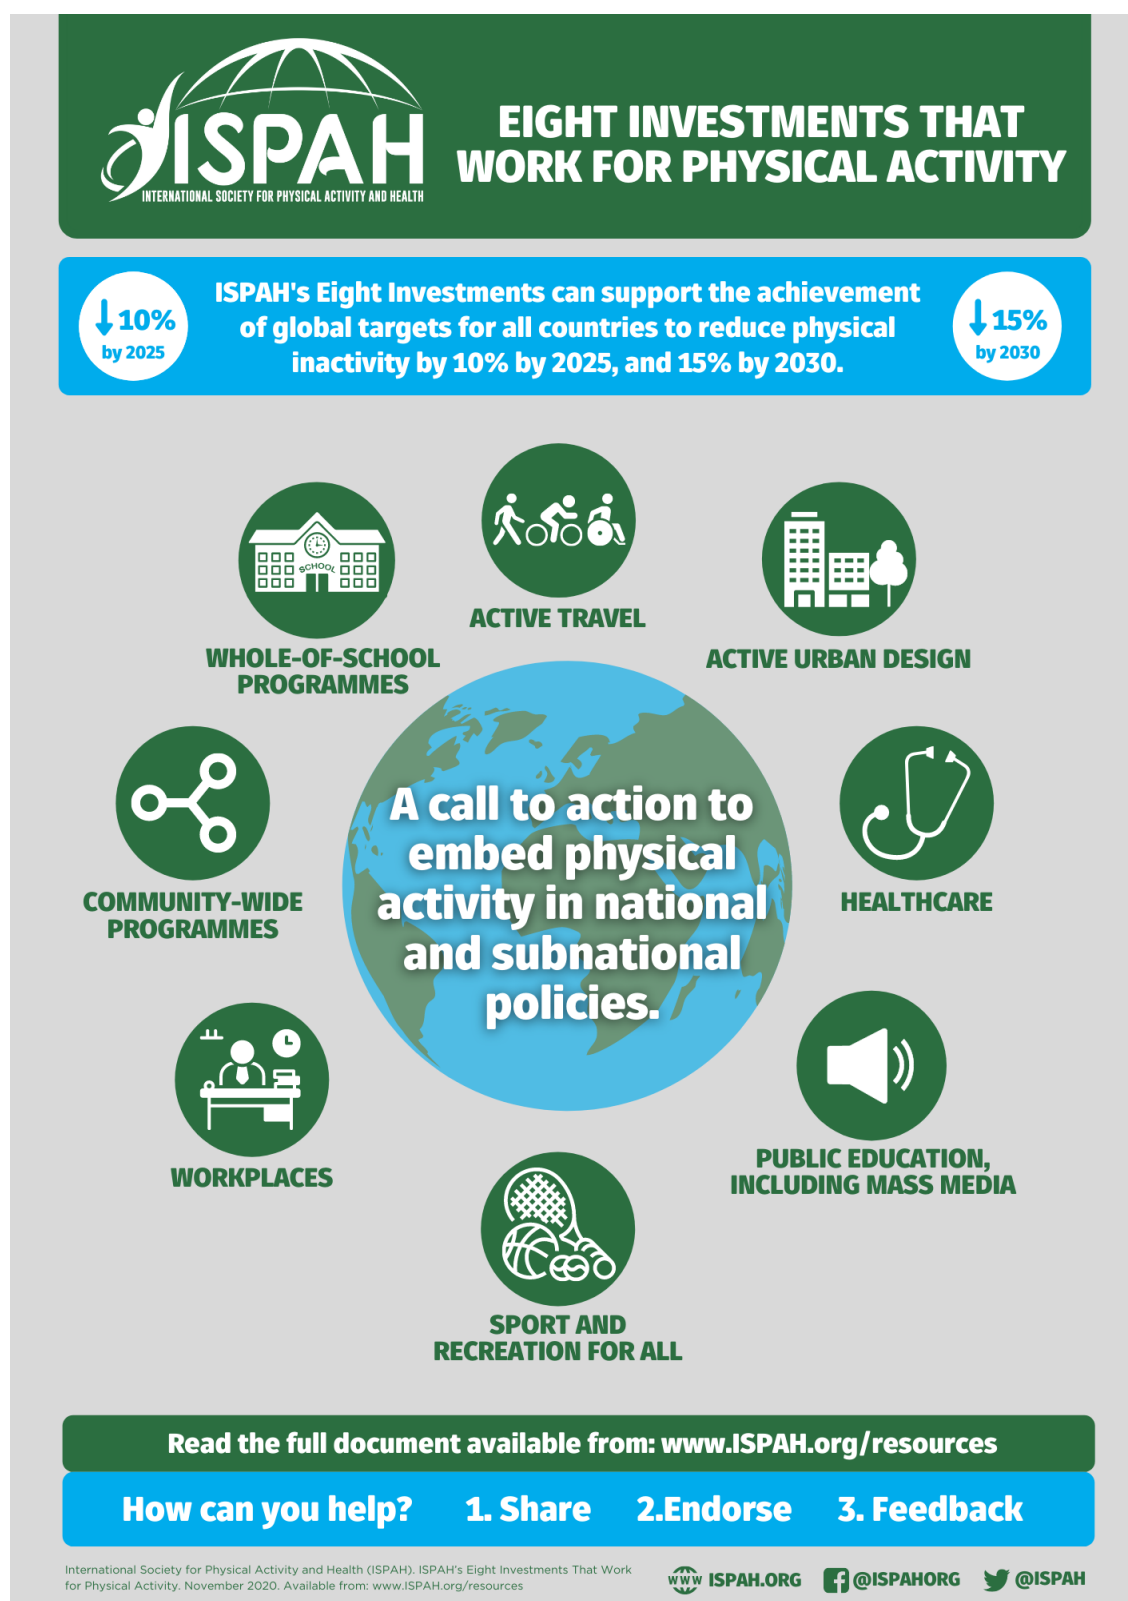 ISPAH
INTERNATIONAL SOCIETY FOR PHYSICAL ACTIVITY AND HEALTH
EIGHT INVESTMENTS THAT
WORK FOR PHYSICAL ACTIVITY
10%
by 2025
ISPAH's Eight Investments can support the achievement
of global targets for all countries to reduce physical
inactivity by 10% by 2025, and 15% by 2030.
15%
by 2030
SCHOOL
WHOLE-OF-SCHOOL
PROGRAMMES
ACTIVE TRAVEL
ACTIVE URBAN DESIGN
COMMUNITY-WIDE
PROGRAMMES
A call to action to
embed physical
activity in national
and subnational
policies.
HEALTHCARE
WORKPLACES
PUBLIC EDUCATION,
INCLUDING MASS MEDIA
SPORT AND
RECREATION FOR ALL
Read the full document available from: www.ISPAH.org/resources
How can you help? 1. Share 2.Endorse 3. Feedback
International Society for Physical Activity and Health (ISPAH). ISPAH's Eight Investments That Work
for Physical Activity. November 2020. Available from: www.ISPAH.org/resources
www ISPAH.ORG
@ISPAHORG
@ISPAH